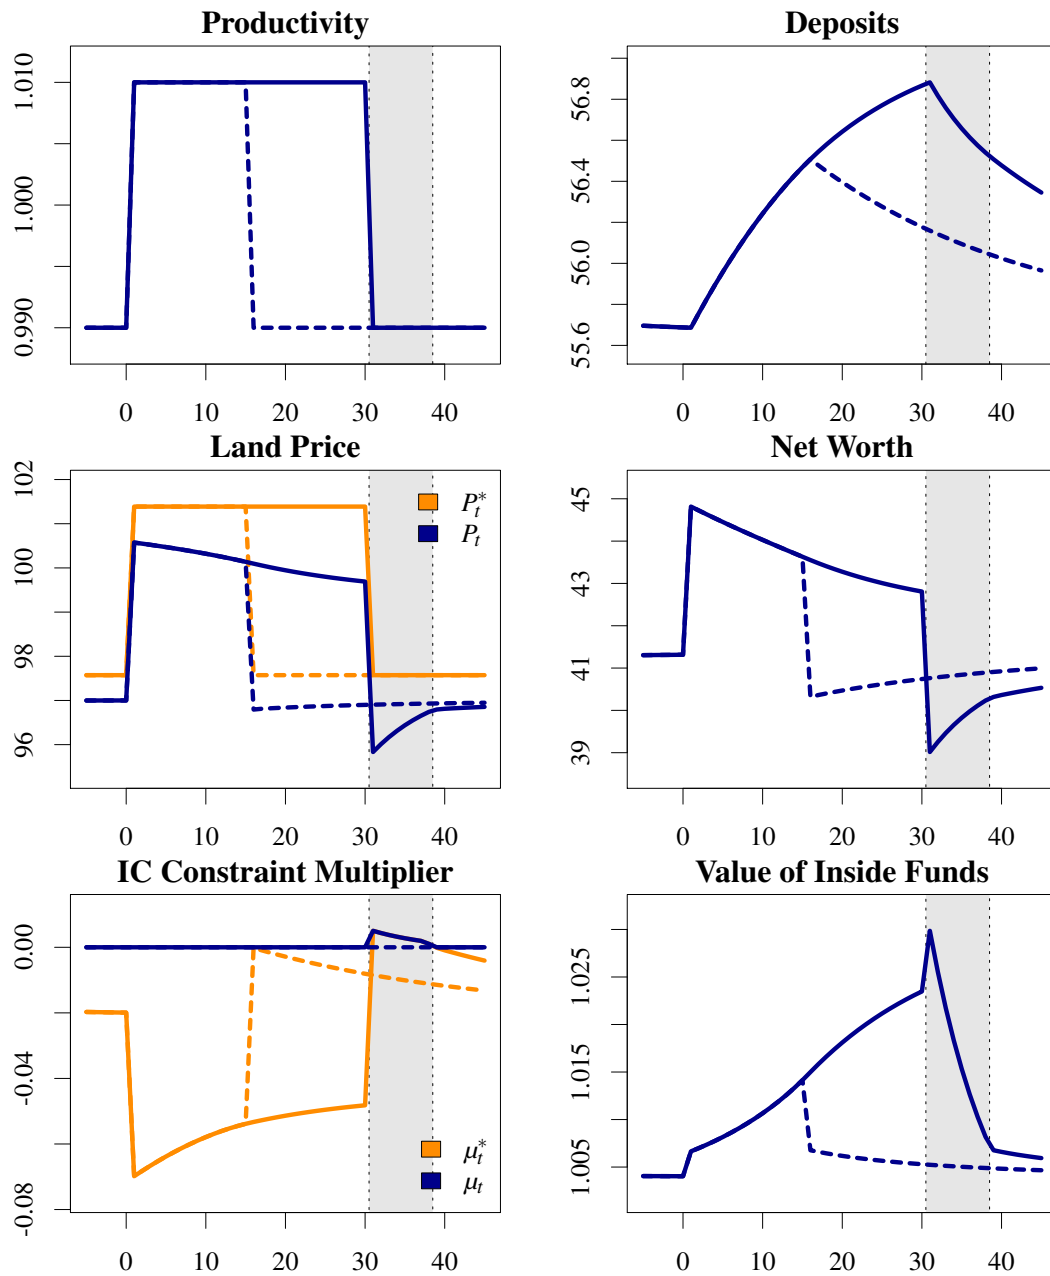 Productivity
0.990 1.000 1.010
0 10 20 30 40
Deposits
55.6 56.0 56.4 56.8
0 10 20 30 40
Land Price
96 98 100 102
P*t
Pt
0 10 20 30 40
Net Worth
39 41 43 45
0 10 20 30 40
IC Constraint Multiplier
-0.08 -0.04 0.00
μ*t
μt
0 10 20 30 40
Value of Inside Funds
1.005 1.015 1.025
0 10 20 30 40